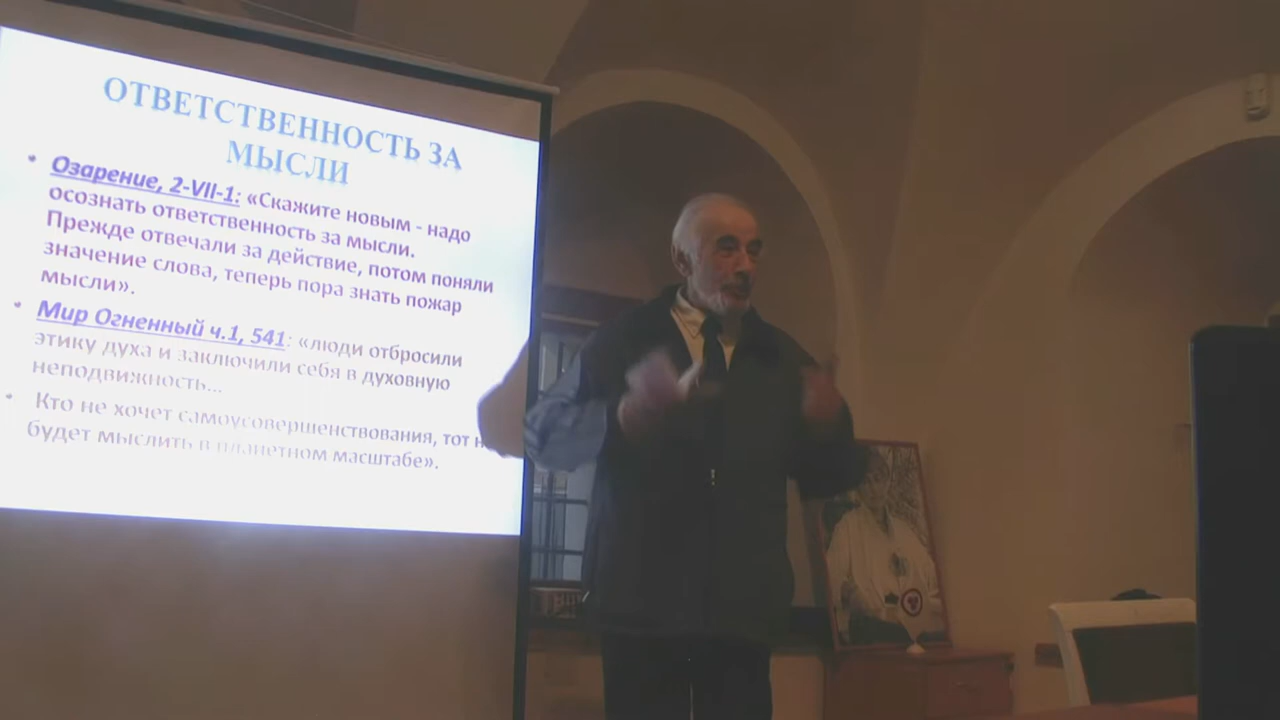 ОТВЕТСТВЕННОСТЬ ЗА
МЫСЛИ
• Озарение, 2-VII-1: «Скажите новым - надо
осознать ответственность за мысли.
Прежде отвечали за действие, потом поняли
значение слова, теперь пора знать пожар
мысли».
• Мир Огненный ч.1, 541: «люди отбросили
этику духа и заключили себя в духовную
неподвижность...
• Кто не хочет самоусовершенствования, тот н
будет мыслить в планетном масштабе».